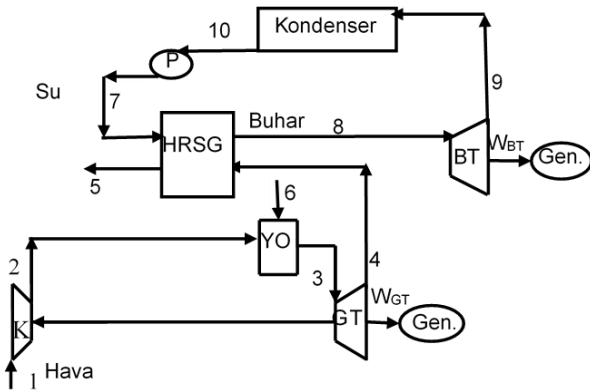 Kondenser
10
P
9
Su
7
Buhar
8
HRSG
BT
W_BT
Gen.
5
6
4
YO
2
3
W_GT
GT
Gen.
K
Hava
1